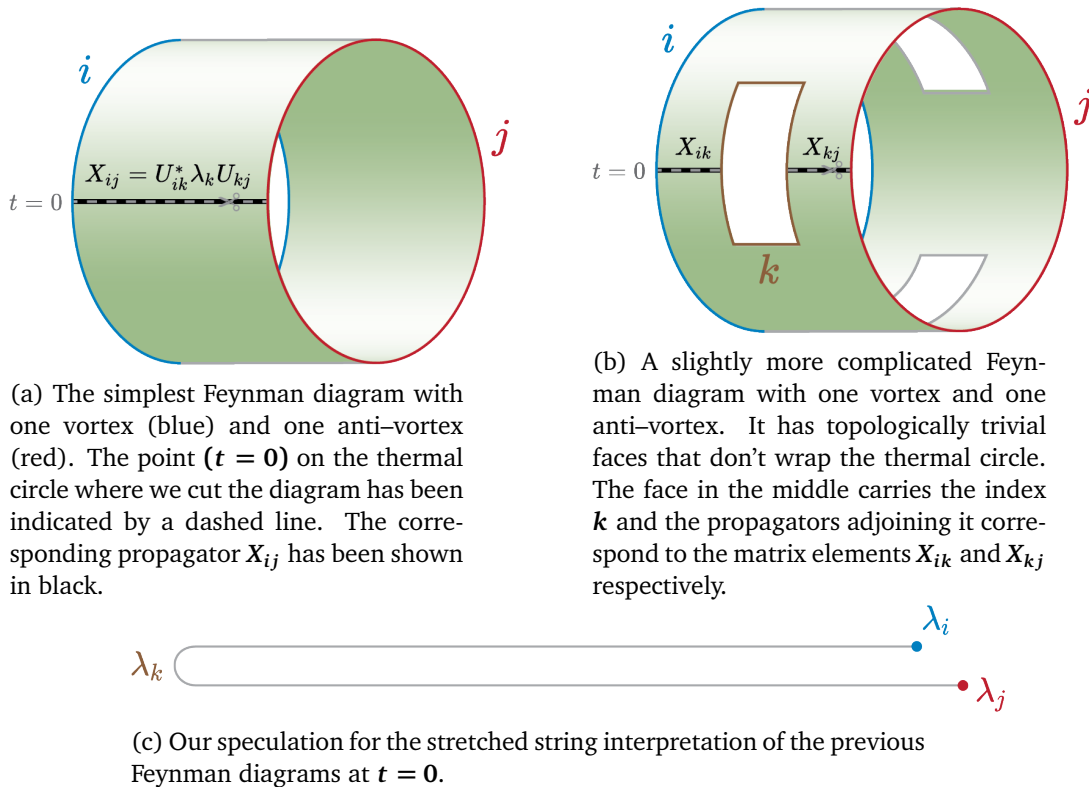 i
j
X_{ij} = U^*_{ik} λ_k U_{kj}
t = 0
(a) The simplest Feynman diagram with
one vortex (blue) and one anti–vortex
(red). The point (t = 0) on the thermal
circle where we cut the diagram has been
indicated by a dashed line. The corre-
sponding propagator X_{ij} has been shown
in black.
i
j
X_{ik}
X_{kj}
t = 0
k
(b) A slightly more complicated Feyn-
man diagram with one vortex and one
anti–vortex. It has topologically trivial
faces that don't wrap the thermal circle.
The face in the middle carries the index
k and the propagators adjoining it corre-
spond to the matrix elements X_{ik} and X_{kj}
respectively.
λ_i
λ_k
λ_j
(c) Our speculation for the stretched string interpretation of the previous
Feynman diagrams at t = 0.